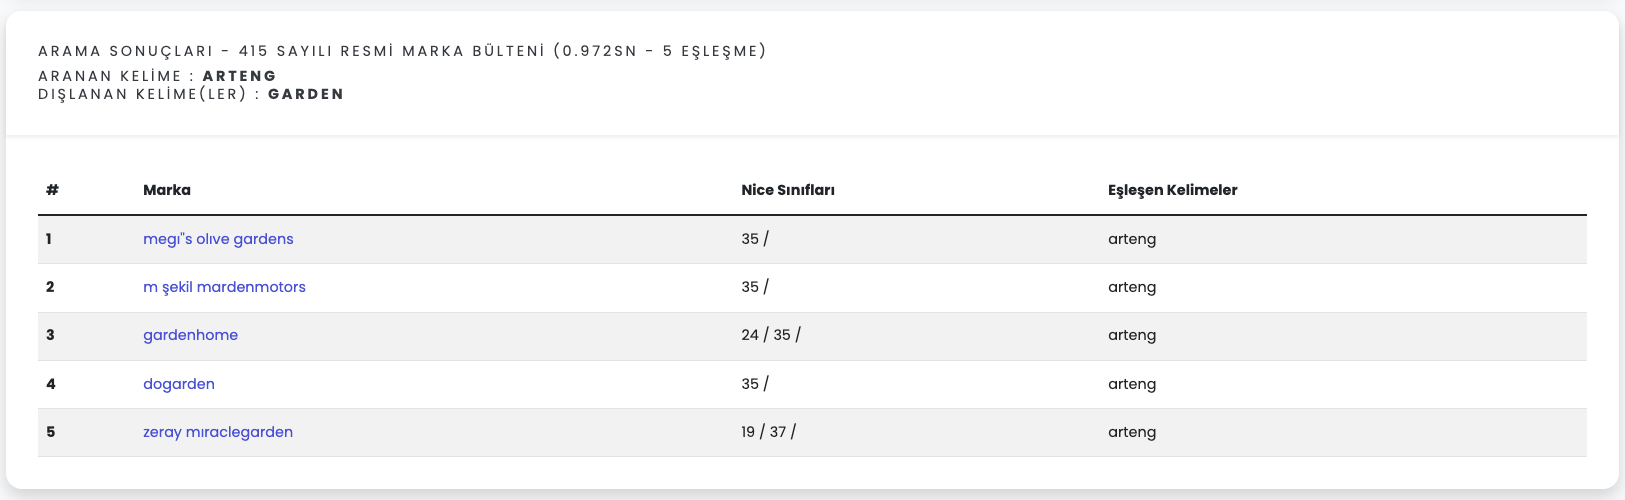 ARAMA SONUÇLARI - 415 SAYILI RESMİ MARKA BÜLTENİ (0.972SN - 5 EŞLEŞME)
ARANAN KELİME : ARTENG
DIŞLANAN KELİME(LER) : GARDEN
# Marka Nice Sınıfları Eşleşen Kelimeler
1 megı"s olıve gardens 35 / arteng
2 m şekil mardenmotors 35 / arteng
3 gardenhome 24 / 35 / arteng
4 dogarden 35 / arteng
5 zeray mıraclegarden 19 / 37 / arteng